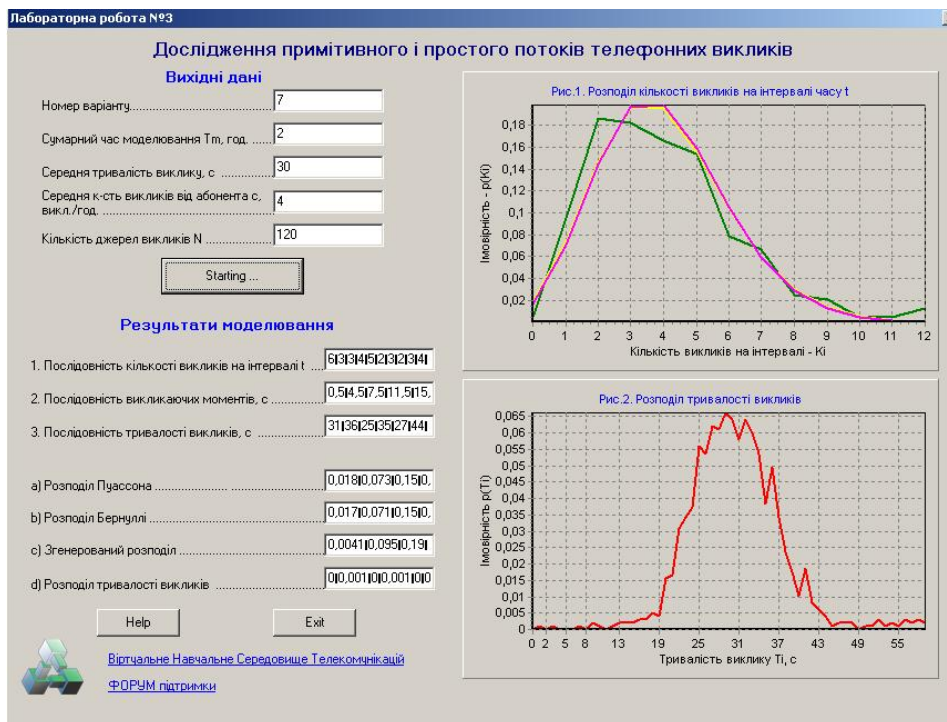 Лабораторна робота №3
Дослідження примітивного і простого потоків телефонних викликів
Вихідні дані
Номер варіанту 7
Сумарний час моделювання Tm, год. 2
Середня тривалість виклику, с 30
Середня к-сть викликів від абонента c,
викл./год. 4
Кількість джерел викликів N 120
Starting ...
Результати моделювання
1. Послідовність кількості викликів на інтервалі t 6|3|3|4|5|2|3|2|3|4|
2. Послідовність викликаючих моментів, с 0,5|4,5|7,5|11,5|15,
3. Послідовність тривалості викликів, с 31|36|25|35|27|44|
a) Розподіл Пуассона 0,018|0,073|0,15|0,
b) Розподіл Бернуллі 0,017|0,071|0,15|0,
c) Згенерований розподіл 0,0041|0,095|0,19|
d) Розподіл тривалості викликів 0|0,001|0|0,001|0|0
Help Exit
Віртуальне Навчальне Середовище Телекомунікацій
ФОРУМ підтримки
Рис.1. Розподіл кількості викликів на інтервалі часу t
Імовірність - p(Ki)
0,18
0,16
0,14
0,12
0,1
0,08
0,06
0,04
0,02
0 1 2 3 4 5 6 7 8 9 10 11 12
Кількість викликів на інтервалі - Ki
Рис.2. Розподіл тривалості викликів
Імовірність p(Ti)
0,065
0,06
0,055
0,05
0,045
0,04
0,035
0,03
0,025
0,02
0,015
0,01
0,005
0
0 2 5 8 13 19 25 31 37 43 49 55
Тривалість виклику Ti, с